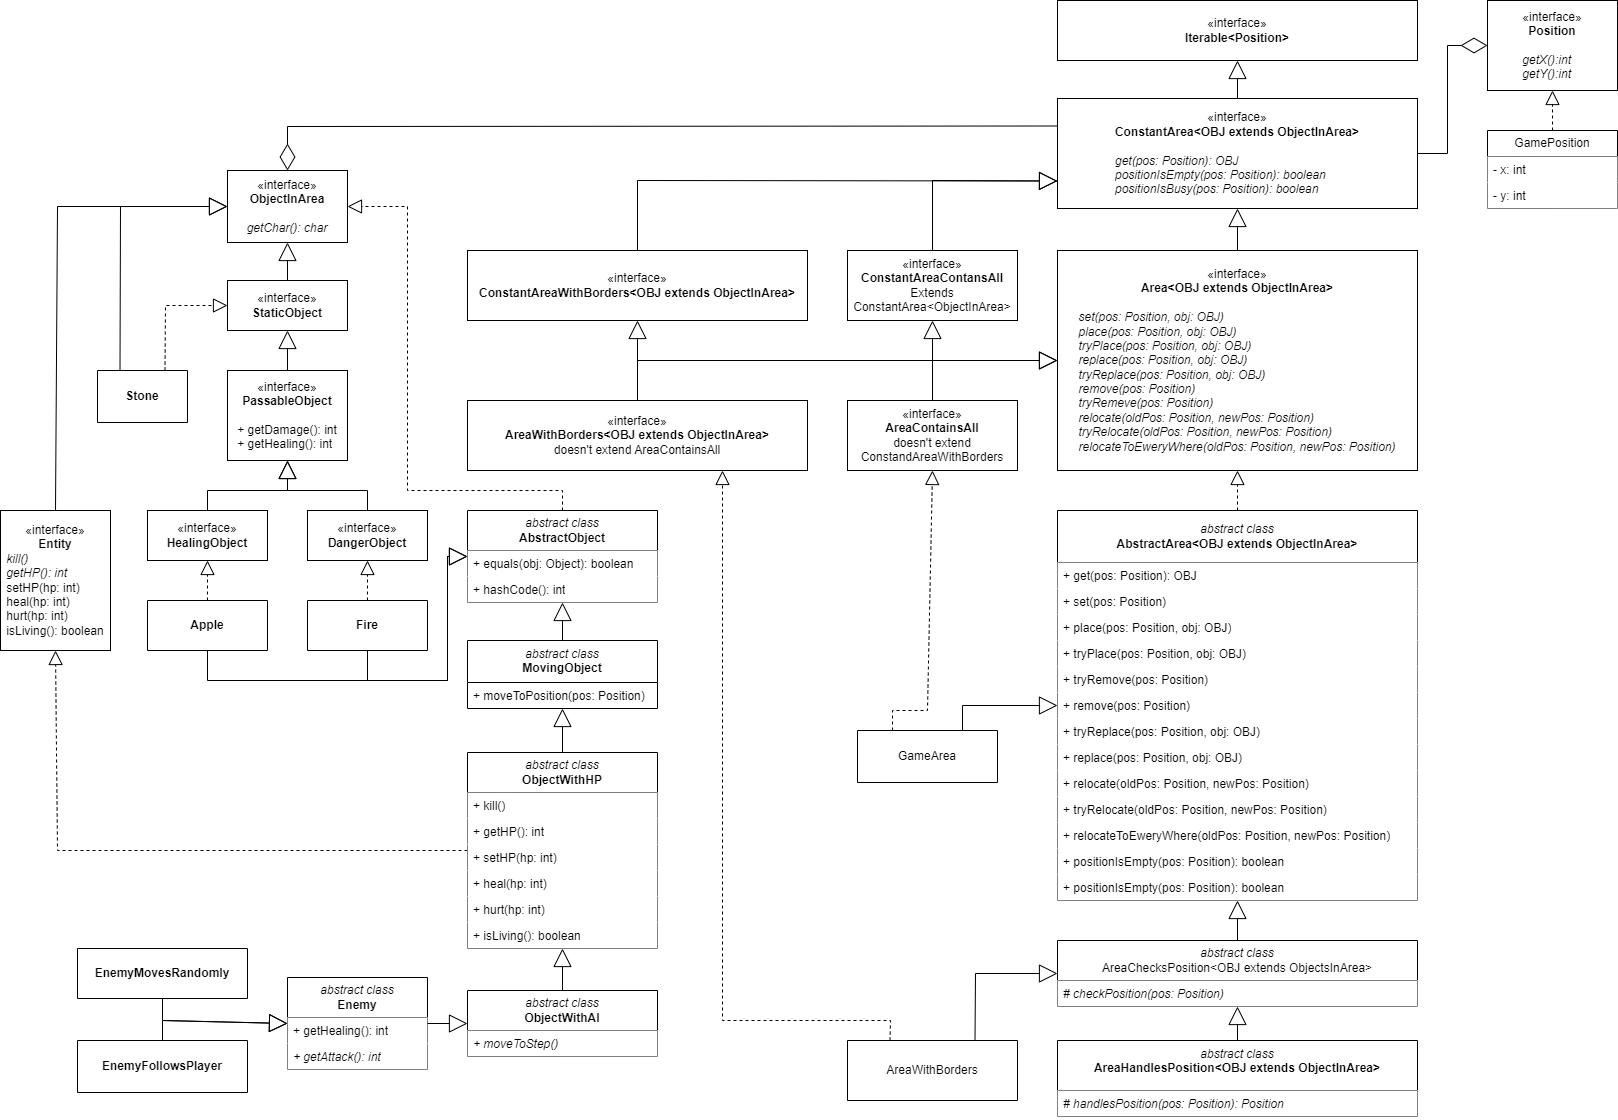 «interface»
Iterable<Position>
«interface»
Position
getX():int
getY():int
«interface»
ConstantArea<OBJ extends ObjectInArea>
get(pos: Position): OBJ
positionIsEmpty(pos: Position): boolean
positionIsBusy(pos: Position): boolean
GamePosition
- x: int
- y: int
«interface»
ObjectInArea
getChar(): char
«interface»
StaticObject
«interface»
ConstantAreaWithBorders<OBJ extends ObjectInArea>
«interface»
ConstantAreaContansAll
Extends
ConstantArea<ObjectInArea>
«interface»
Area<OBJ extends ObjectInArea>
set(pos: Position, obj: OBJ)
place(pos: Position, obj: OBJ)
tryPlace(pos: Position, obj: OBJ)
replace(pos: Position, obj: OBJ)
tryReplace(pos: Position, obj: OBJ)
remove(pos: Position)
tryRemeve(pos: Position)
relocate(oldPos: Position, newPos: Position)
tryRelocate(oldPos: Position, newPos: Position)
relocateToEweryWhere(oldPos: Position, newPos: Position)
Stone
«interface»
PassableObject
+ getDamage(): int
+ getHealing(): int
«interface»
AreaWithBorders<OBJ extends ObjectInArea>
doesn't extend AreaContainsAll
«interface»
AreaContainsAll
doesn't extend
ConstandAreaWithBorders
«interface»
Entity
kill()
getHP(): int
setHP(hp: int)
heal(hp: int)
hurt(hp: int)
isLiving(): boolean
«interface»
HealingObject
«interface»
DangerObject
Apple
Fire
abstract class
AbstractObject
+ equals(obj: Object): boolean
+ hashCode(): int
abstract class
MovingObject
+ moveToPosition(pos: Position)
abstract class
ObjectWithHP
+ kill()
+ getHP(): int
+ setHP(hp: int)
+ heal(hp: int)
+ hurt(hp: int)
+ isLiving(): boolean
GameArea
abstract class
AbstractArea<OBJ extends ObjectInArea>
+ get(pos: Position): OBJ
+ set(pos: Position)
+ place(pos: Position, obj: OBJ)
+ tryPlace(pos: Position, obj: OBJ)
+ tryRemove(pos: Position)
+ remove(pos: Position)
+ tryReplace(pos: Position, obj: OBJ)
+ replace(pos: Position, obj: OBJ)
+ relocate(oldPos: Position, newPos: Position)
+ tryRelocate(oldPos: Position, newPos: Position)
+ relocateToEweryWhere(oldPos: Position, newPos: Position)
+ positionIsEmpty(pos: Position): boolean
+ positionIsEmpty(pos: Position): boolean
EnemyMovesRandomly
EnemyFollowsPlayer
abstract class
Enemy
+ getHealing(): int
+ getAttack(): int
abstract class
ObjectWithAI
+ moveToStep()
AreaWithBorders
abstract class
AreaChecksPosition<OBJ extends ObjectsInArea>
# checkPosition(pos: Position)
abstract class
AreaHandlesPosition<OBJ extends ObjectInArea>
# handlesPosition(pos: Position): Position